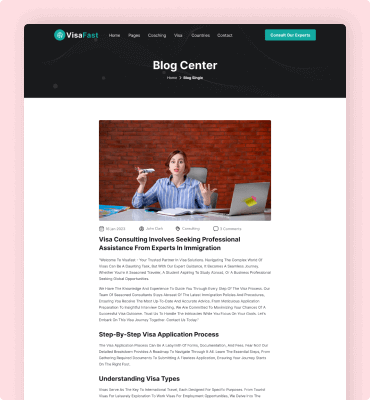 VisaFast
Home Pages Coaching Visa Countries Contact
Consult Our Experts
Blog Center
Home > Blog Single
18 Jan 2023 John Clark Coaching 0 Comments
Visa Consulting Involves Seeking Professional
Assistance From Experts In Immigration
"Welcome To Visafast – Your Trusted Partner In Visa Solutions. Navigating The Complex World Of
Visas Can Be A Daunting Task, But With Our Expert Guidance, It Becomes A Seamless Journey.
Whether You're A Seasoned Traveler, A Student Aspiring To Study Abroad, Or A Business Professional
Seeking Global Opportunities.
We Have The Knowledge And Experience To Guide You Through Every Step Of The Visa Process. Our
Team Of Seasoned Consultants Stays Abreast Of The Latest Immigration Policies And Procedures,
Ensuring You Receive The Most Up-To-Date And Accurate Advice. From Meticulous Application
Preparation To Insightful Interview Coaching, We Are Committed To Maximizing Your Chances Of A
Successful Visa Outcome. Trust Us To Handle The Intricacies While You Focus On Your Goals. Let's
Embark On This Visa Journey Together. Contact Us Today."
Step-By-Step Visa Application Process
The Visa Application Process Can Be A Labyrinth Of Forms, Documentation, And Fees. Fear Not! Our
Detailed Breakdown Provides A Roadmap To Navigate Through It All. Learn The Essential Steps, From
Gathering Required Documents To Submitting A Flawless Application, Ensuring Your Journey Starts
On The Right Foot.
Understanding Visa Types
Visas Serve As The Key To International Travel, Each Designed For Specific Purposes. From Tourist
Visas For Leisurely Exploration To Work Visas For Employment Opportunities, We Delve Into The